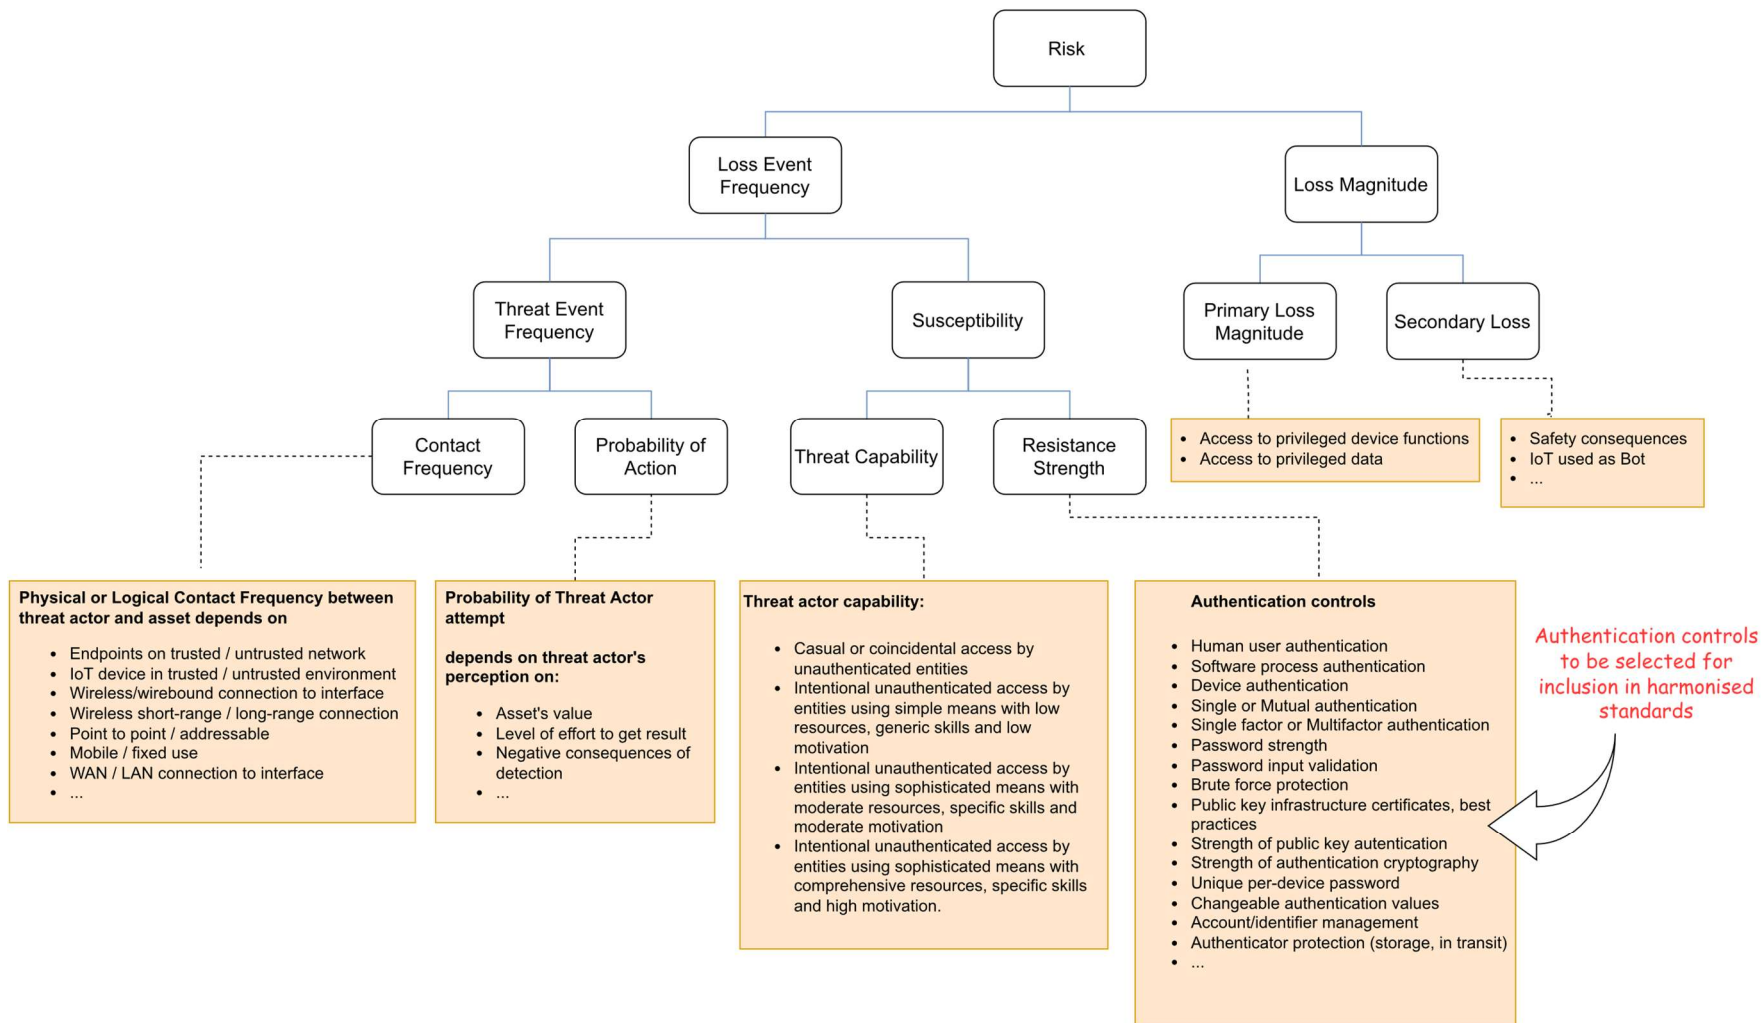 Risk
Loss Event
Frequency
Loss Magnitude
Threat Event
Frequency
Susceptibility
Primary Loss
Magnitude
Secondary Loss
Contact
Frequency
Probability of
Action
Threat Capability
Resistance
Strength
• Access to privileged device functions
• Access to privileged data
• Safety consequences
• IoT used as Bot
• ...
Physical or Logical Contact Frequency between
threat actor and asset depends on
• Endpoints on trusted / untrusted network
• IoT device in trusted / untrusted environment
• Wireless/wirebound connection to interface
• Wireless short-range / long-range connection
• Point to point / addressable
• Mobile / fixed use
• WAN / LAN connection to interface
• ...
Probability of Threat Actor
attempt
depends on threat actor's
perception on:
• Asset's value
• Level of effort to get result
• Negative consequences of
detection
• ...
Threat actor capability:
• Casual or coincidental access by
unauthenticated entities
• Intentional unauthenticated access by
entities using simple means with low
resources, generic skills and low
motivation
• Intentional unauthenticated access by
entities using sophisticated means with
moderate resources, specific skills and
moderate motivation
• Intentional unauthenticated access by
entities using sophisticated means with
comprehensive resources, specific skills
and high motivation.
Authentication controls
• Human user authentication
• Software process authentication
• Device authentication
• Single or Mutual authentication
• Single factor or Multifactor authentication
• Password strength
• Password input validation
• Brute force protection
• Public key infrastructure certificates, best
practices
• Strength of public key autentication
• Strength of authentication cryptography
• Unique per-device password
• Changeable authentication values
• Account/identifier management
• Authenticator protection (storage, in transit)
• ...
Authentication controls
to be selected for
inclusion in harmonised
standards